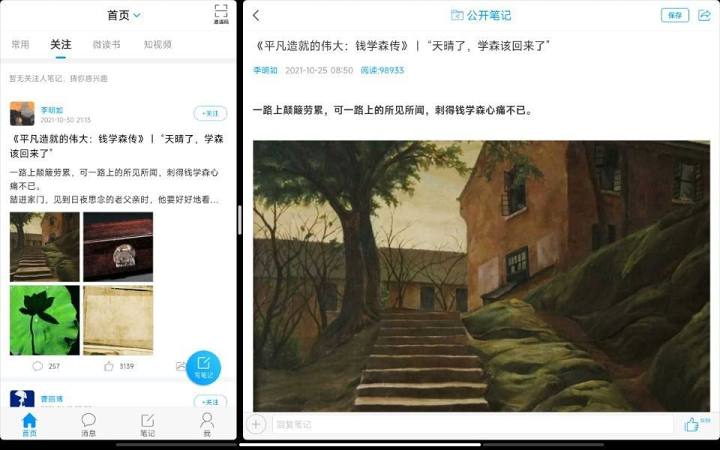 首页
邀请码
常用
关注
微读书
短视频
暂无关注人笔记，猜你感兴趣
李明如
2021-10-30 21:13
+关注
《平凡造就的伟大：钱学森传》丨“天晴了，学森
该回来了”
一路上颠簸劳累，可一路上的所见所闻，刺得钱学森心
痛不已。
踏进家门，见到日夜思念的老父亲时，他要好好地看...
257
3139
写笔记
曹丽博
+关注
首页
消息
笔记
我
公开笔记
保存
《平凡造就的伟大：钱学森传》丨“天晴了，学森该回来了”
李明如
2021-10-25 08:50
阅读:98933
一路上颠簸劳累，可一路上的所见所闻，刺得钱学森心痛不已。
回复笔记